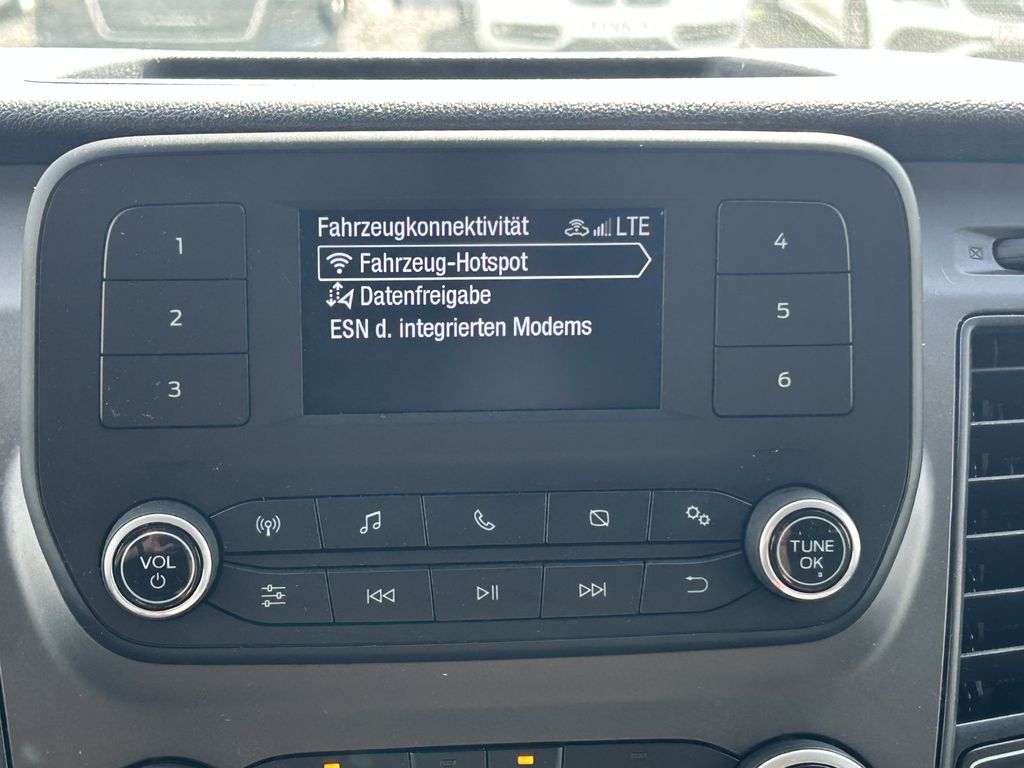 Fahrzeugkonnektivität LTE
Fahrzeug-Hotspot
Datenfreigabe
ESN d. integrierten Modems
1
2
3
4
5
6
VOL
TUNE
OK